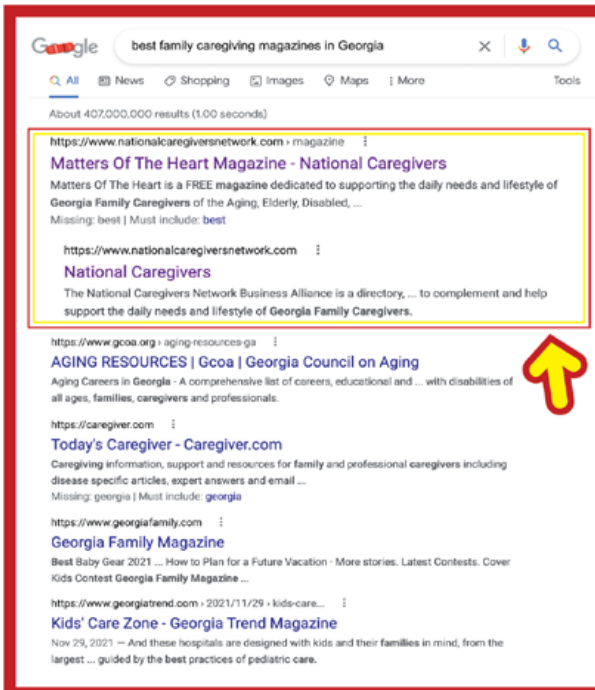 Google best family caregiving magazines in Georgia
All News Shopping Images Maps More Tools
About 407,000,000 results (1.00 seconds)
https://www.nationalcaregiversnetwork.com › magazine
Matters Of The Heart Magazine - National Caregivers
Matters Of The Heart is a FREE magazine dedicated to supporting the daily needs and lifestyle of
Georgia Family Caregivers of the Aging, Elderly, Disabled, ...
Missing: best | Must include: best
https://www.nationalcaregiversnetwork.com
National Caregivers
The National Caregivers Network Business Alliance is a directory, ... to complement and help
support the daily needs and lifestyle of Georgia Family Caregivers.
https://www.gcoa.org › aging-resources-ga
AGING RESOURCES | Gcoa | Georgia Council on Aging
Aging Careers in Georgia - A comprehensive list of careers, educational and ... with disabilities of
all ages, families, caregivers and professionals.
https://caregiver.com
Today's Caregiver - Caregiver.com
Caregiving information, support and resources for family and professional caregivers including
disease specific articles, expert answers and email ...
Missing: georgia | Must include: georgia
https://www.georgiafamily.com
Georgia Family Magazine
Best Baby Gear 2021 ... How to Plan for a Future Vacation · More stories. Latest Contests. Cover
Kids Contest Georgia Family Magazine ...
https://www.georgiatrend.com › 2021/11/29 › kids-care...
Kids' Care Zone - Georgia Trend Magazine
Nov 29, 2021 — And these hospitals are designed with kids and their families in mind, from the
largest ... guided by the best practices of pediatric care.